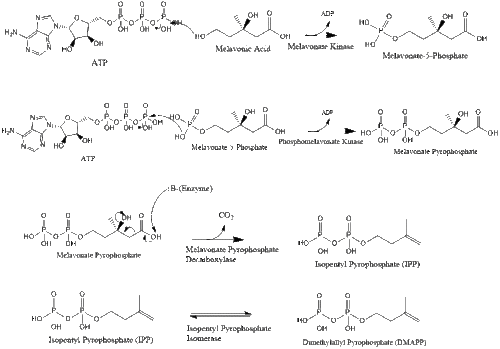 ADP
ATP
Melavonic Acid
Melavonate Kinase
Melavonate-5-Phosphate
ADP
ATP
Melavonate 5 Phosphate
Phosphomelavonate Kinase
Melavonate Pyrophosphate
:B-(Enzyme)
CO2
Melavonate Pyrophosphate
Melavonate Pyrophosphate
Decarboxylase
Isopentyl Pyrophosphate (IPP)
Isopentyl Pyrophosphate (IPP)
Isopentyl Pyrophosphate
Isomerase
Dimethylallyl Pyrophosphate (DMAPP)